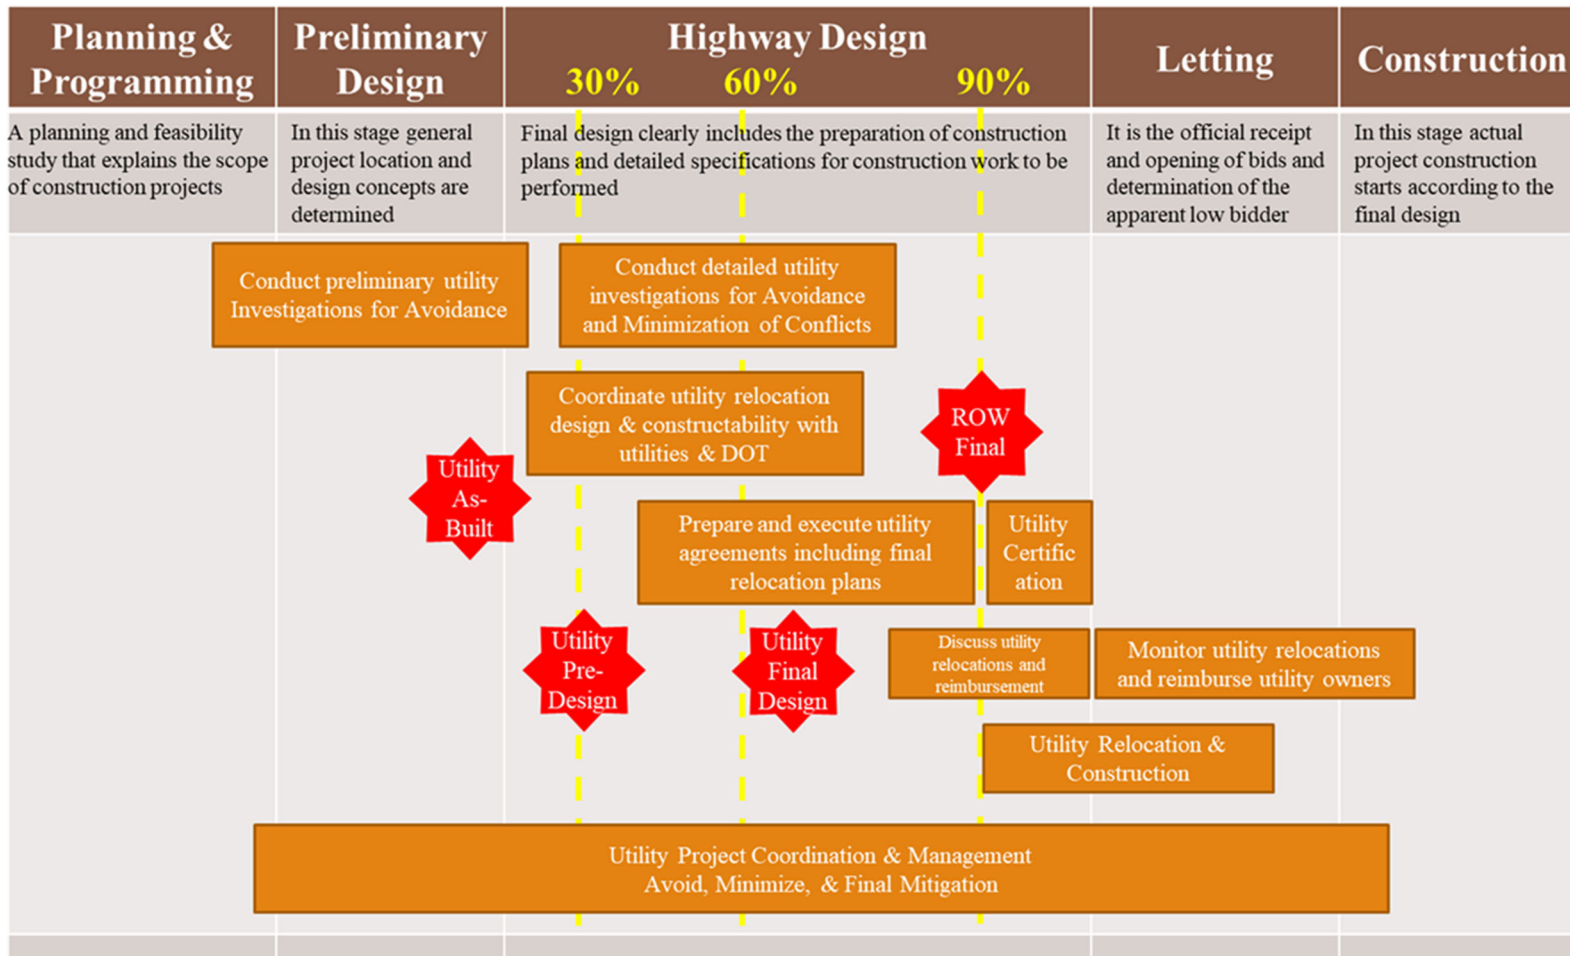 Planning &
Programming
Preliminary
Design
Highway Design
30%
60%
90%
Letting
Construction
A planning and feasibility
study that explains the scope
of construction projects
In this stage general
project location and
design concepts are
determined
Final design clearly includes the preparation of construction
plans and detailed specifications for construction work to be
performed
It is the official receipt
and opening of bids and
determination of the
apparent low bidder
In this stage actual
project construction
starts according to the
final design
Conduct preliminary utility
Investigations for Avoidance
Conduct detailed utility
investigations for Avoidance
and Minimization of Conflicts
Coordinate utility relocation
design & constructability with
utilities & DOT
ROW
Final
Utility
As-
Built
Prepare and execute utility
agreements including final
relocation plans
Utility
Certific
ation
Utility
Pre-
Design
Utility
Final
Design
Discuss utility
relocations and
reimbursement
Monitor utility relocations
and reimburse utility owners
Utility Relocation &
Construction
Utility Project Coordination & Management
Avoid, Minimize, & Final Mitigation